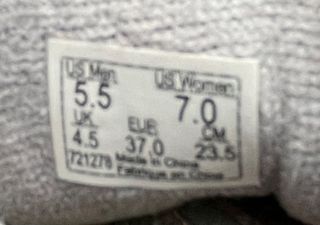 US Men US Women
5.5 7.0
UK EUR CM
4.5 37.0 23.5
721278 Made in China
Fabriqué en China